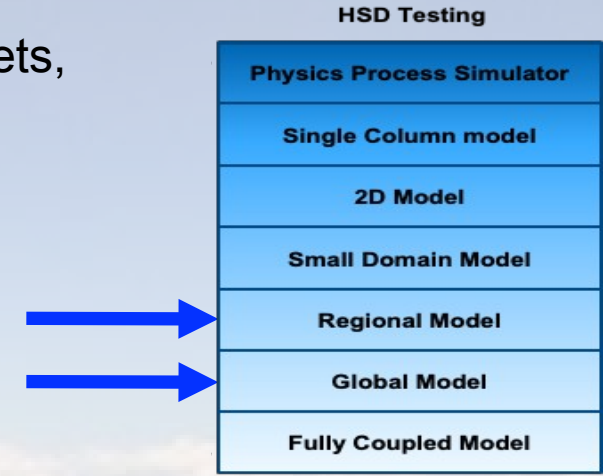 HSD Testing
ets,
Physics Process Simulator
Single Column model
2D Model
Small Domain Model
Regional Model
Global Model
Fully Coupled Model